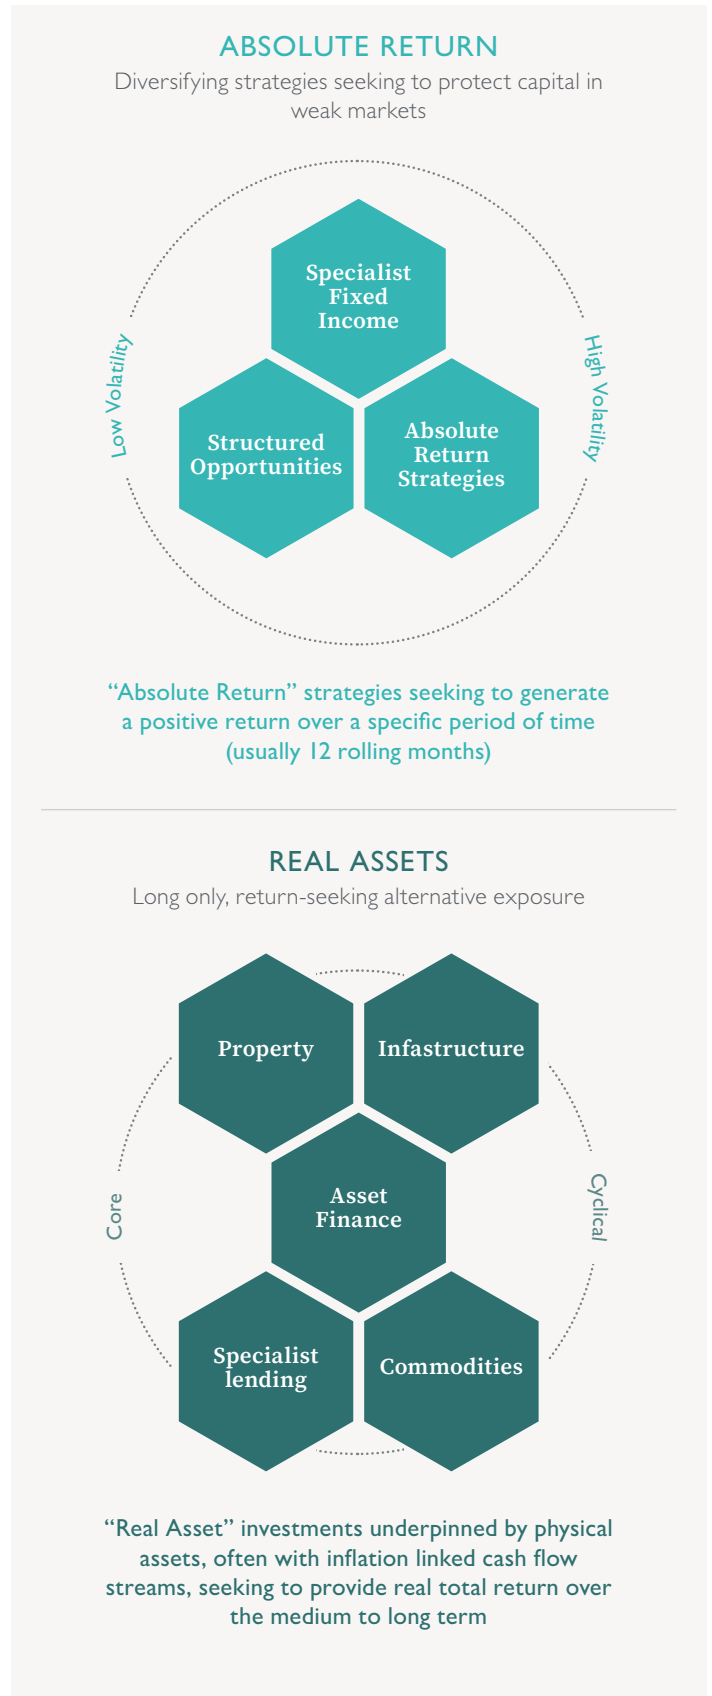 ABSOLUTE RETURN
Diversifying strategies seeking to protect capital in
weak markets
Specialist
Fixed
Income
Low Volatility
High Volatility
Structured
Opportunities
Absolute
Return
Strategies
“Absolute Return” strategies seeking to generate
a positive return over a specific period of time
(usually 12 rolling months)
REAL ASSETS
Long only, return-seeking alternative exposure
Property
Infastructure
Asset
Finance
Core
Cyclical
Specialist
lending
Commodities
“Real Asset” investments underpinned by physical
assets, often with inflation linked cash flow
streams, seeking to provide real total return over
the medium to long term